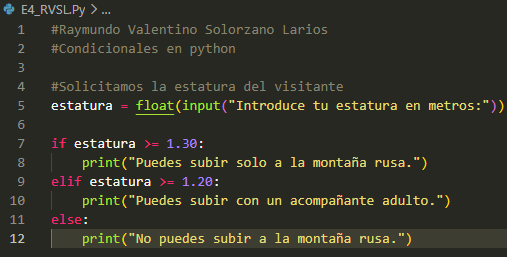 E4_RVSL.Py > ...
1 #Raymundo Valentino Solorzano Larios
2 #Condicionales en python
3
4 #Solicitamos la estatura del visitante
5 estatura = float(input("Introduce tu estatura en metros:"))
6
7 if estatura >= 1.30:
8     print("Puedes subir solo a la montaña rusa.")
9 elif estatura >= 1.20:
10     print("Puedes subir con un acompañante adulto.")
11 else:
12     print("No puedes subir a la montaña rusa.")